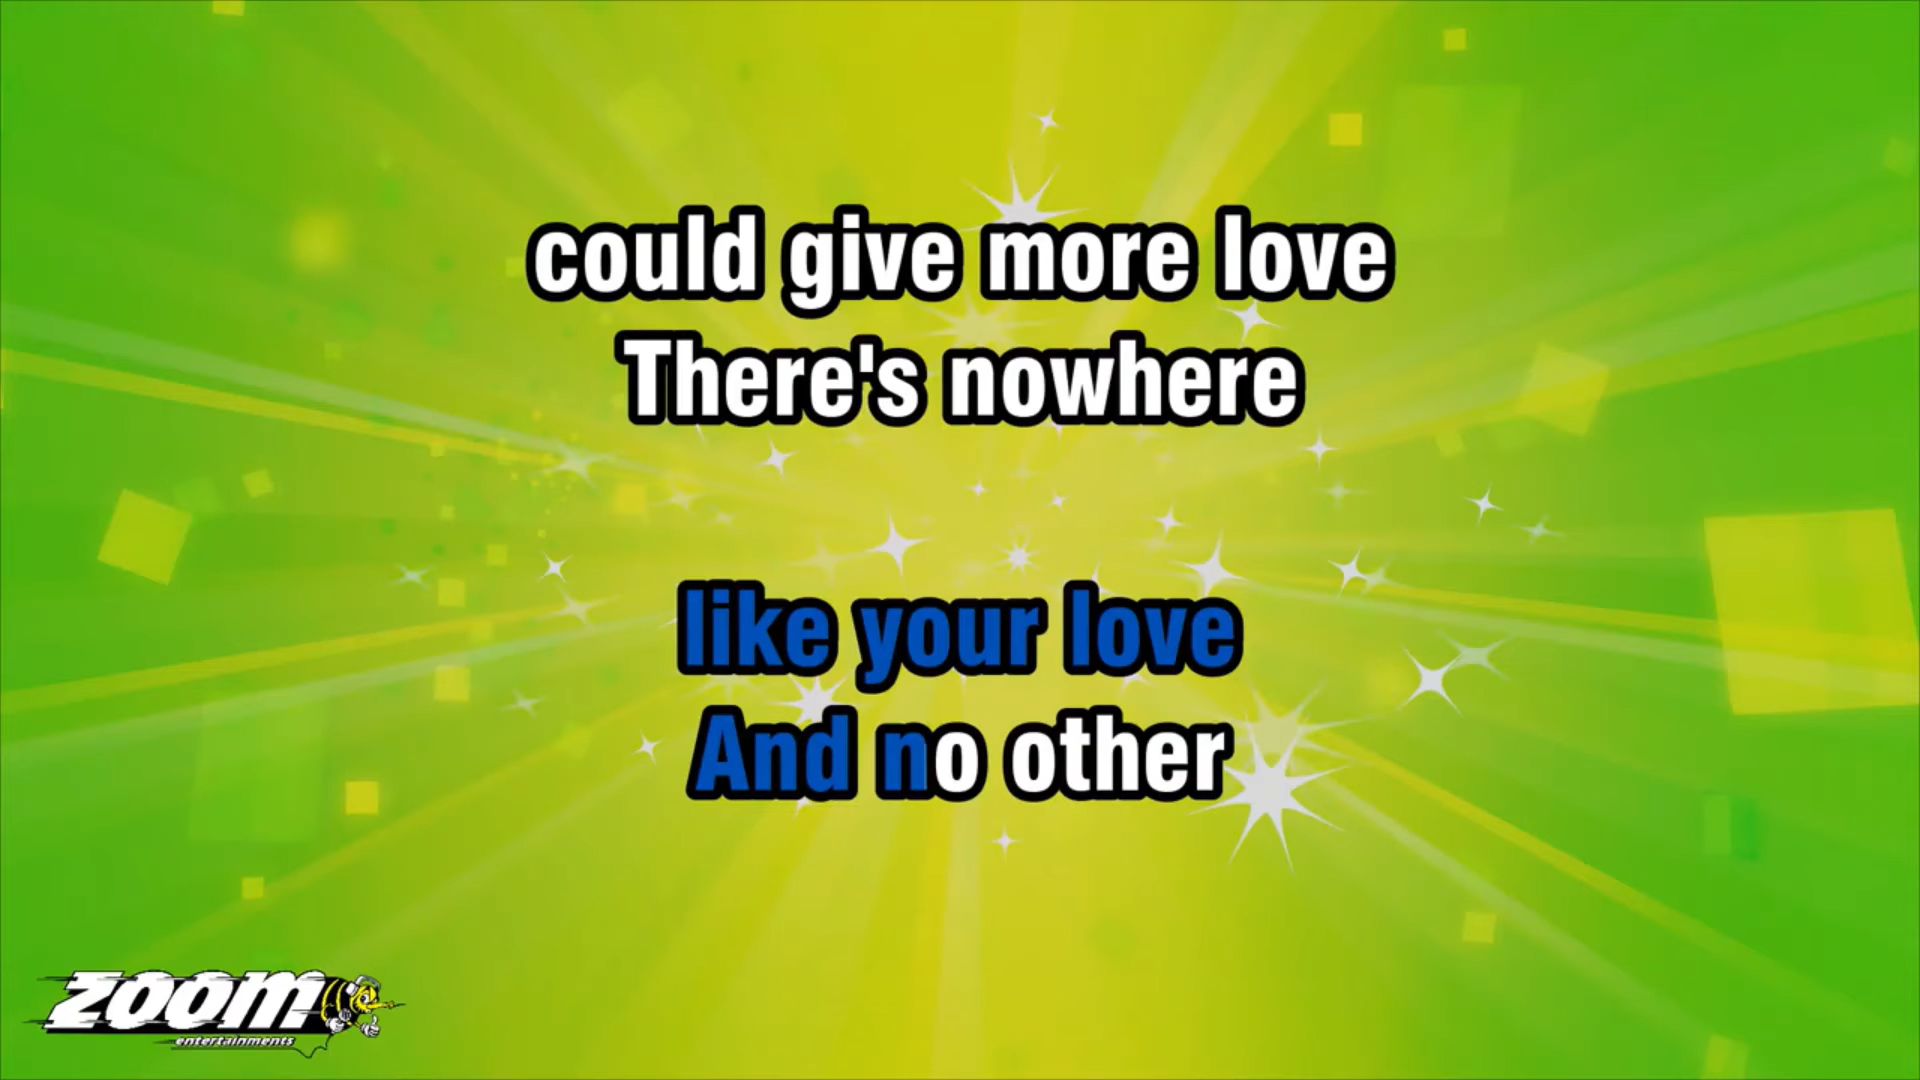 could give more love
There's nowhere
like your love
And no other
zoom
entertainments